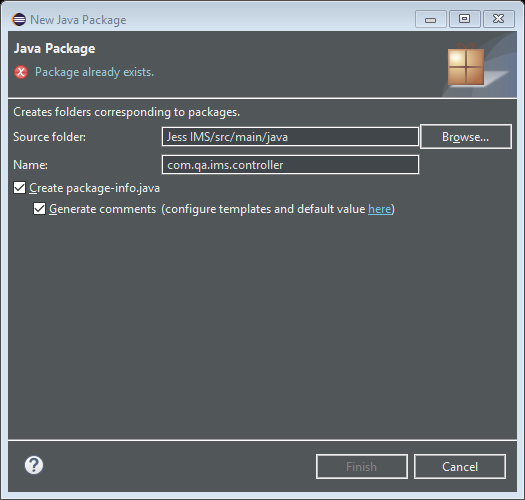 New Java Package
Java Package
Package already exists.
Creates folders corresponding to packages.
Source folder: Jess IMS/src/main/java Browse...
Name: com.qa.ims.controller
Create package-info.java
Generate comments (configure templates and default value here)
? Finish Cancel